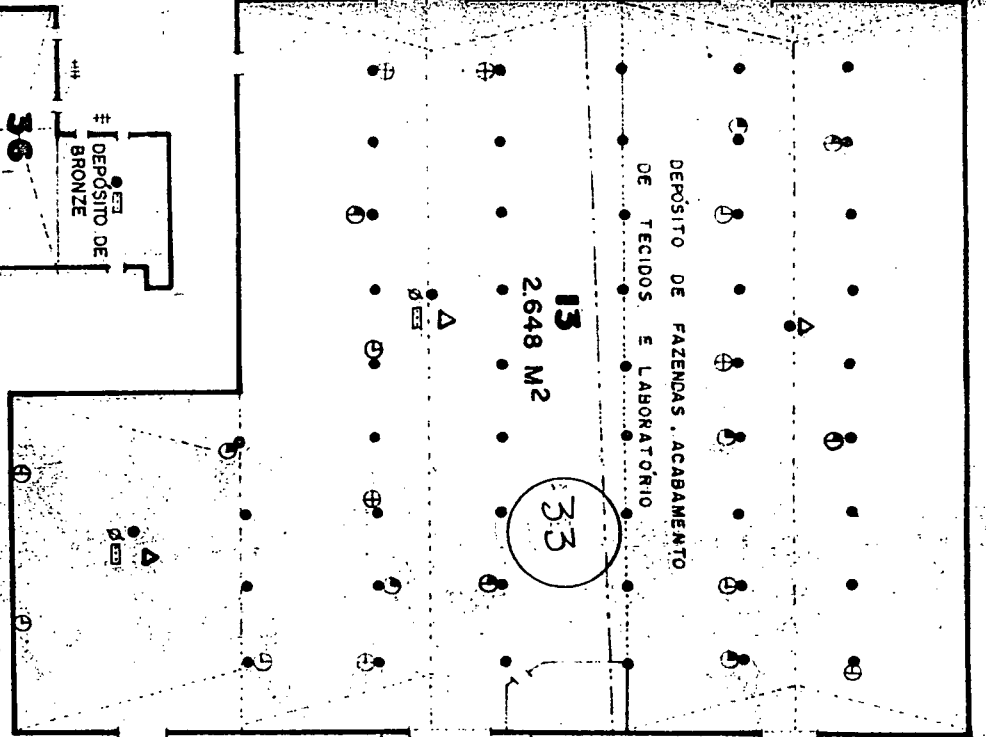 36
DEPÓSITO DE
BRONZE
DEPÓSITO DE FAZENDAS, ACABAMENTO
DE TECIDOS E LABORATÓRIO
13
2.648 M²
33